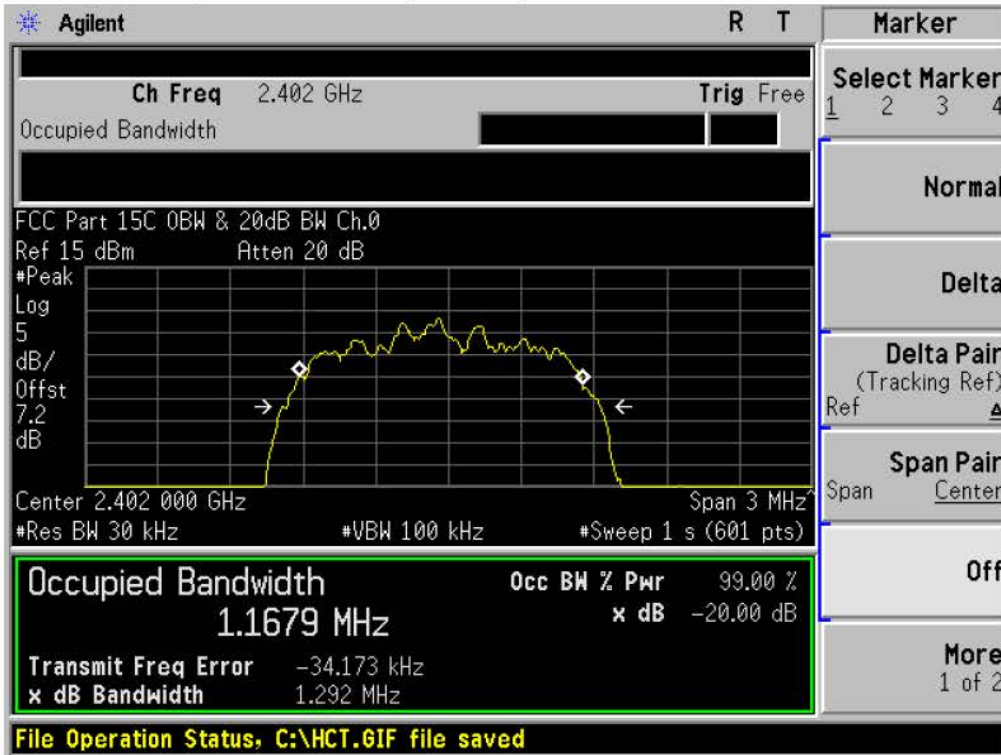 Agilent
R T
Marker
Ch Freq 2.402 GHz
Trig Free
Occupied Bandwidth
Select Marker
1 2 3 4
Normal
Delta
Delta Pair
(Tracking Ref)
Ref Δ
Span Pair
Span Center
Off
More
1 of 2
FCC Part 15C OBW & 20dB BW Ch.0
Ref 15 dBm Atten 20 dB
#Peak
Log
5
dB/
Offst
7.2
dB
Center 2.402 000 GHz Span 3 MHz^
#Res BW 30 kHz #VBW 100 kHz #Sweep 1 s (601 pts)
Occupied Bandwidth
1.1679 MHz
Occ BW % Pwr 99.00 %
x dB -20.00 dB
Transmit Freq Error -34.173 kHz
x dB Bandwidth 1.292 MHz
File Operation Status, C:\HCT.GIF file saved